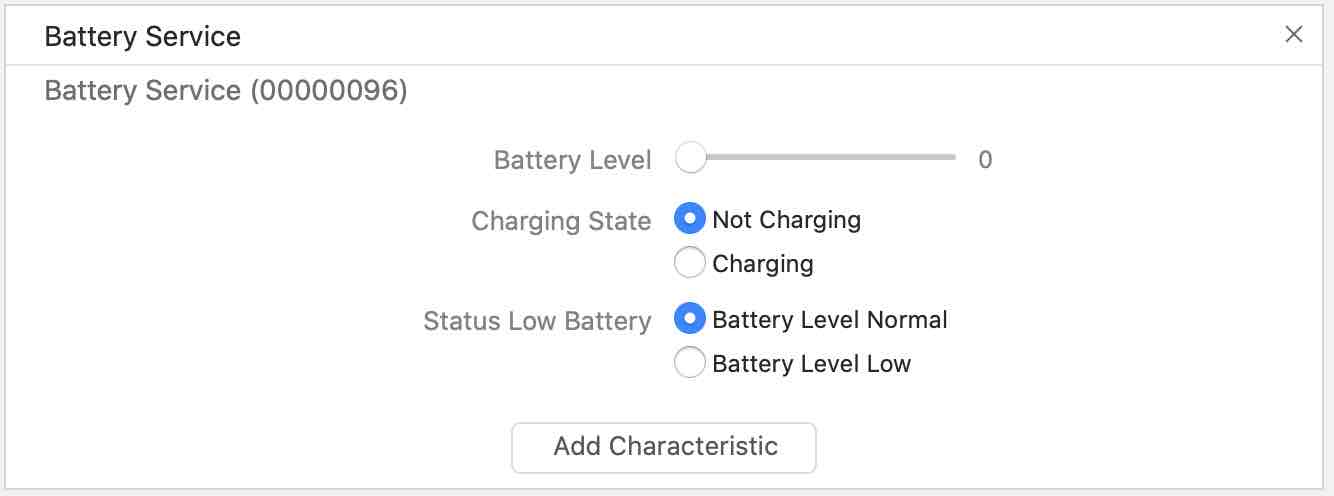 Battery Service
Battery Service (00000096)
Battery Level 0
Charging State Not Charging
Charging
Status Low Battery Battery Level Normal
Battery Level Low
Add Characteristic